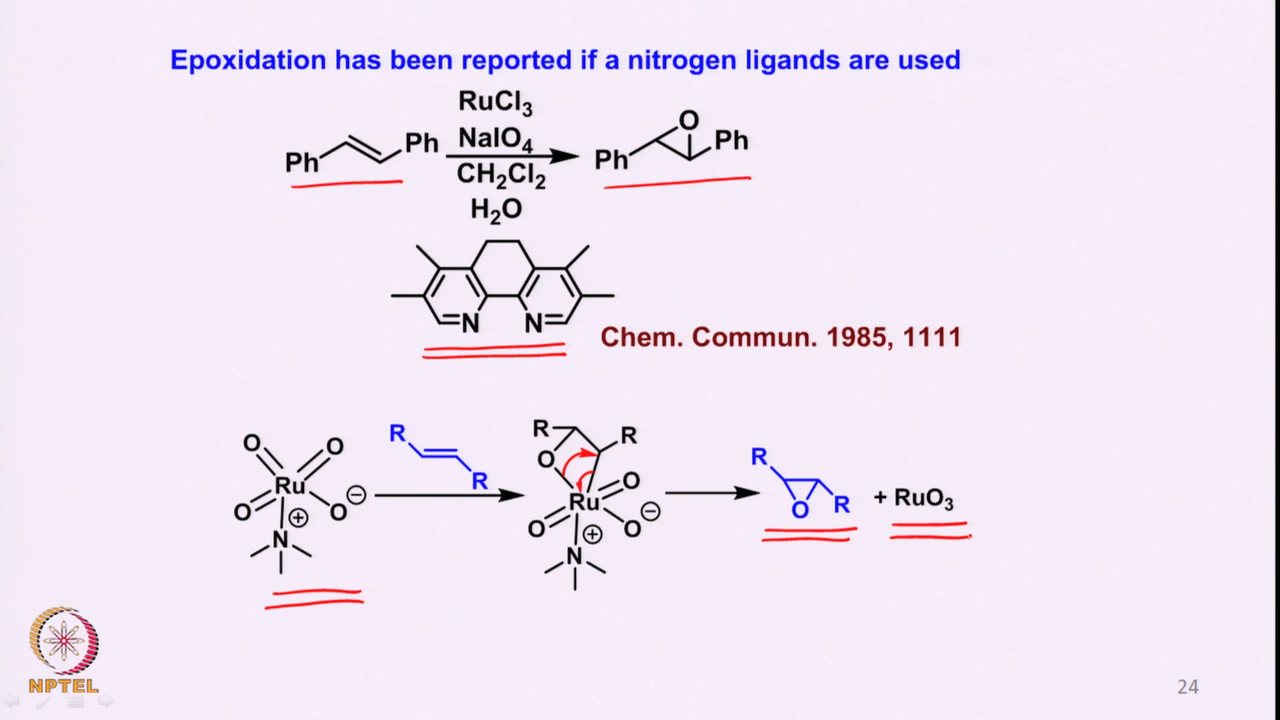 Epoxidation has been reported if a nitrogen ligands are used
RuCl3
NaIO4
CH2Cl2
H2O
Ph Ph
Ph O Ph
N N
Chem. Commun. 1985, 1111
O O
Ru
O O ⊖
⊕
N
R
R
R R
O
Ru O
O O ⊖
⊕
N
R
O R
+ RuO3
NPTEL
24